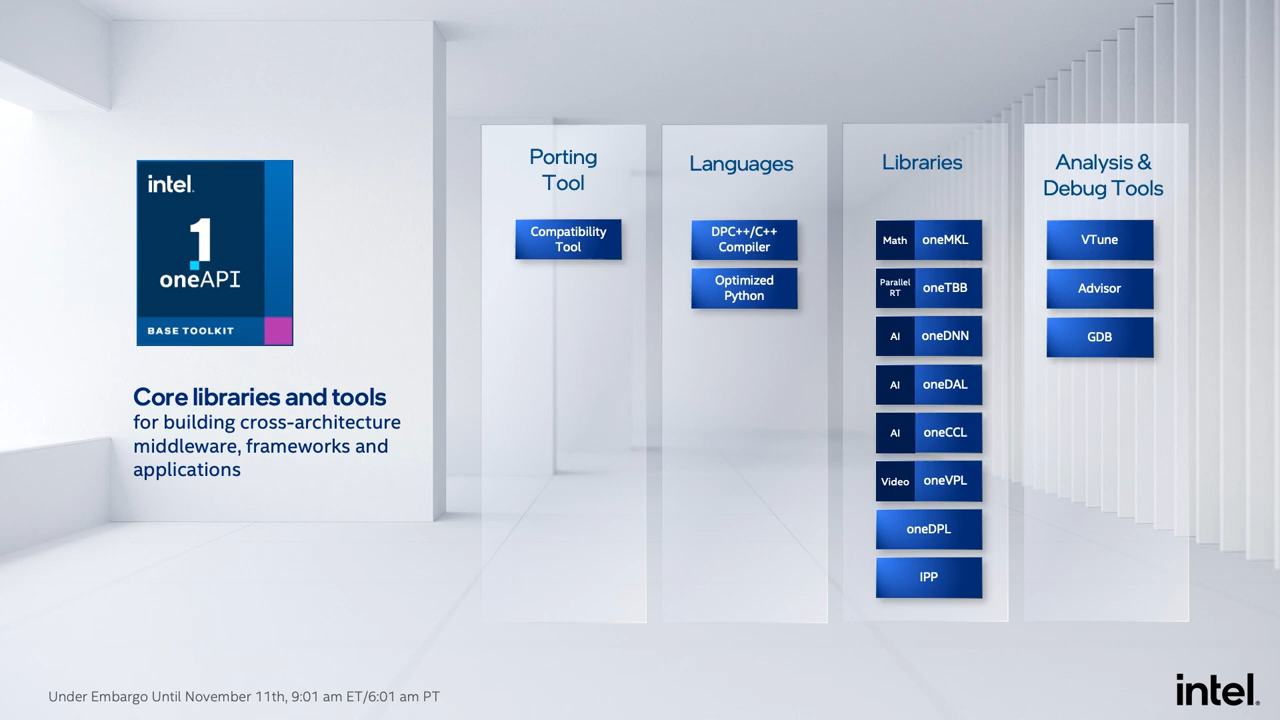 intel.
1
oneAPI
BASE TOOLKIT
Core libraries and tools
for building cross-architecture
middleware, frameworks and
applications
Porting
Tool
Compatibility
Tool
Languages
DPC++/C++
Compiler
Optimized
Python
Libraries
Math oneMKL
Parallel
RT
oneTBB
AI oneDNN
AI oneDAL
AI oneCCL
Video oneVPL
oneDPL
IPP
Analysis &
Debug Tools
VTune
Advisor
GDB
Under Embargo Until November 11th, 9:01 am ET/6:01 am PT
intel.